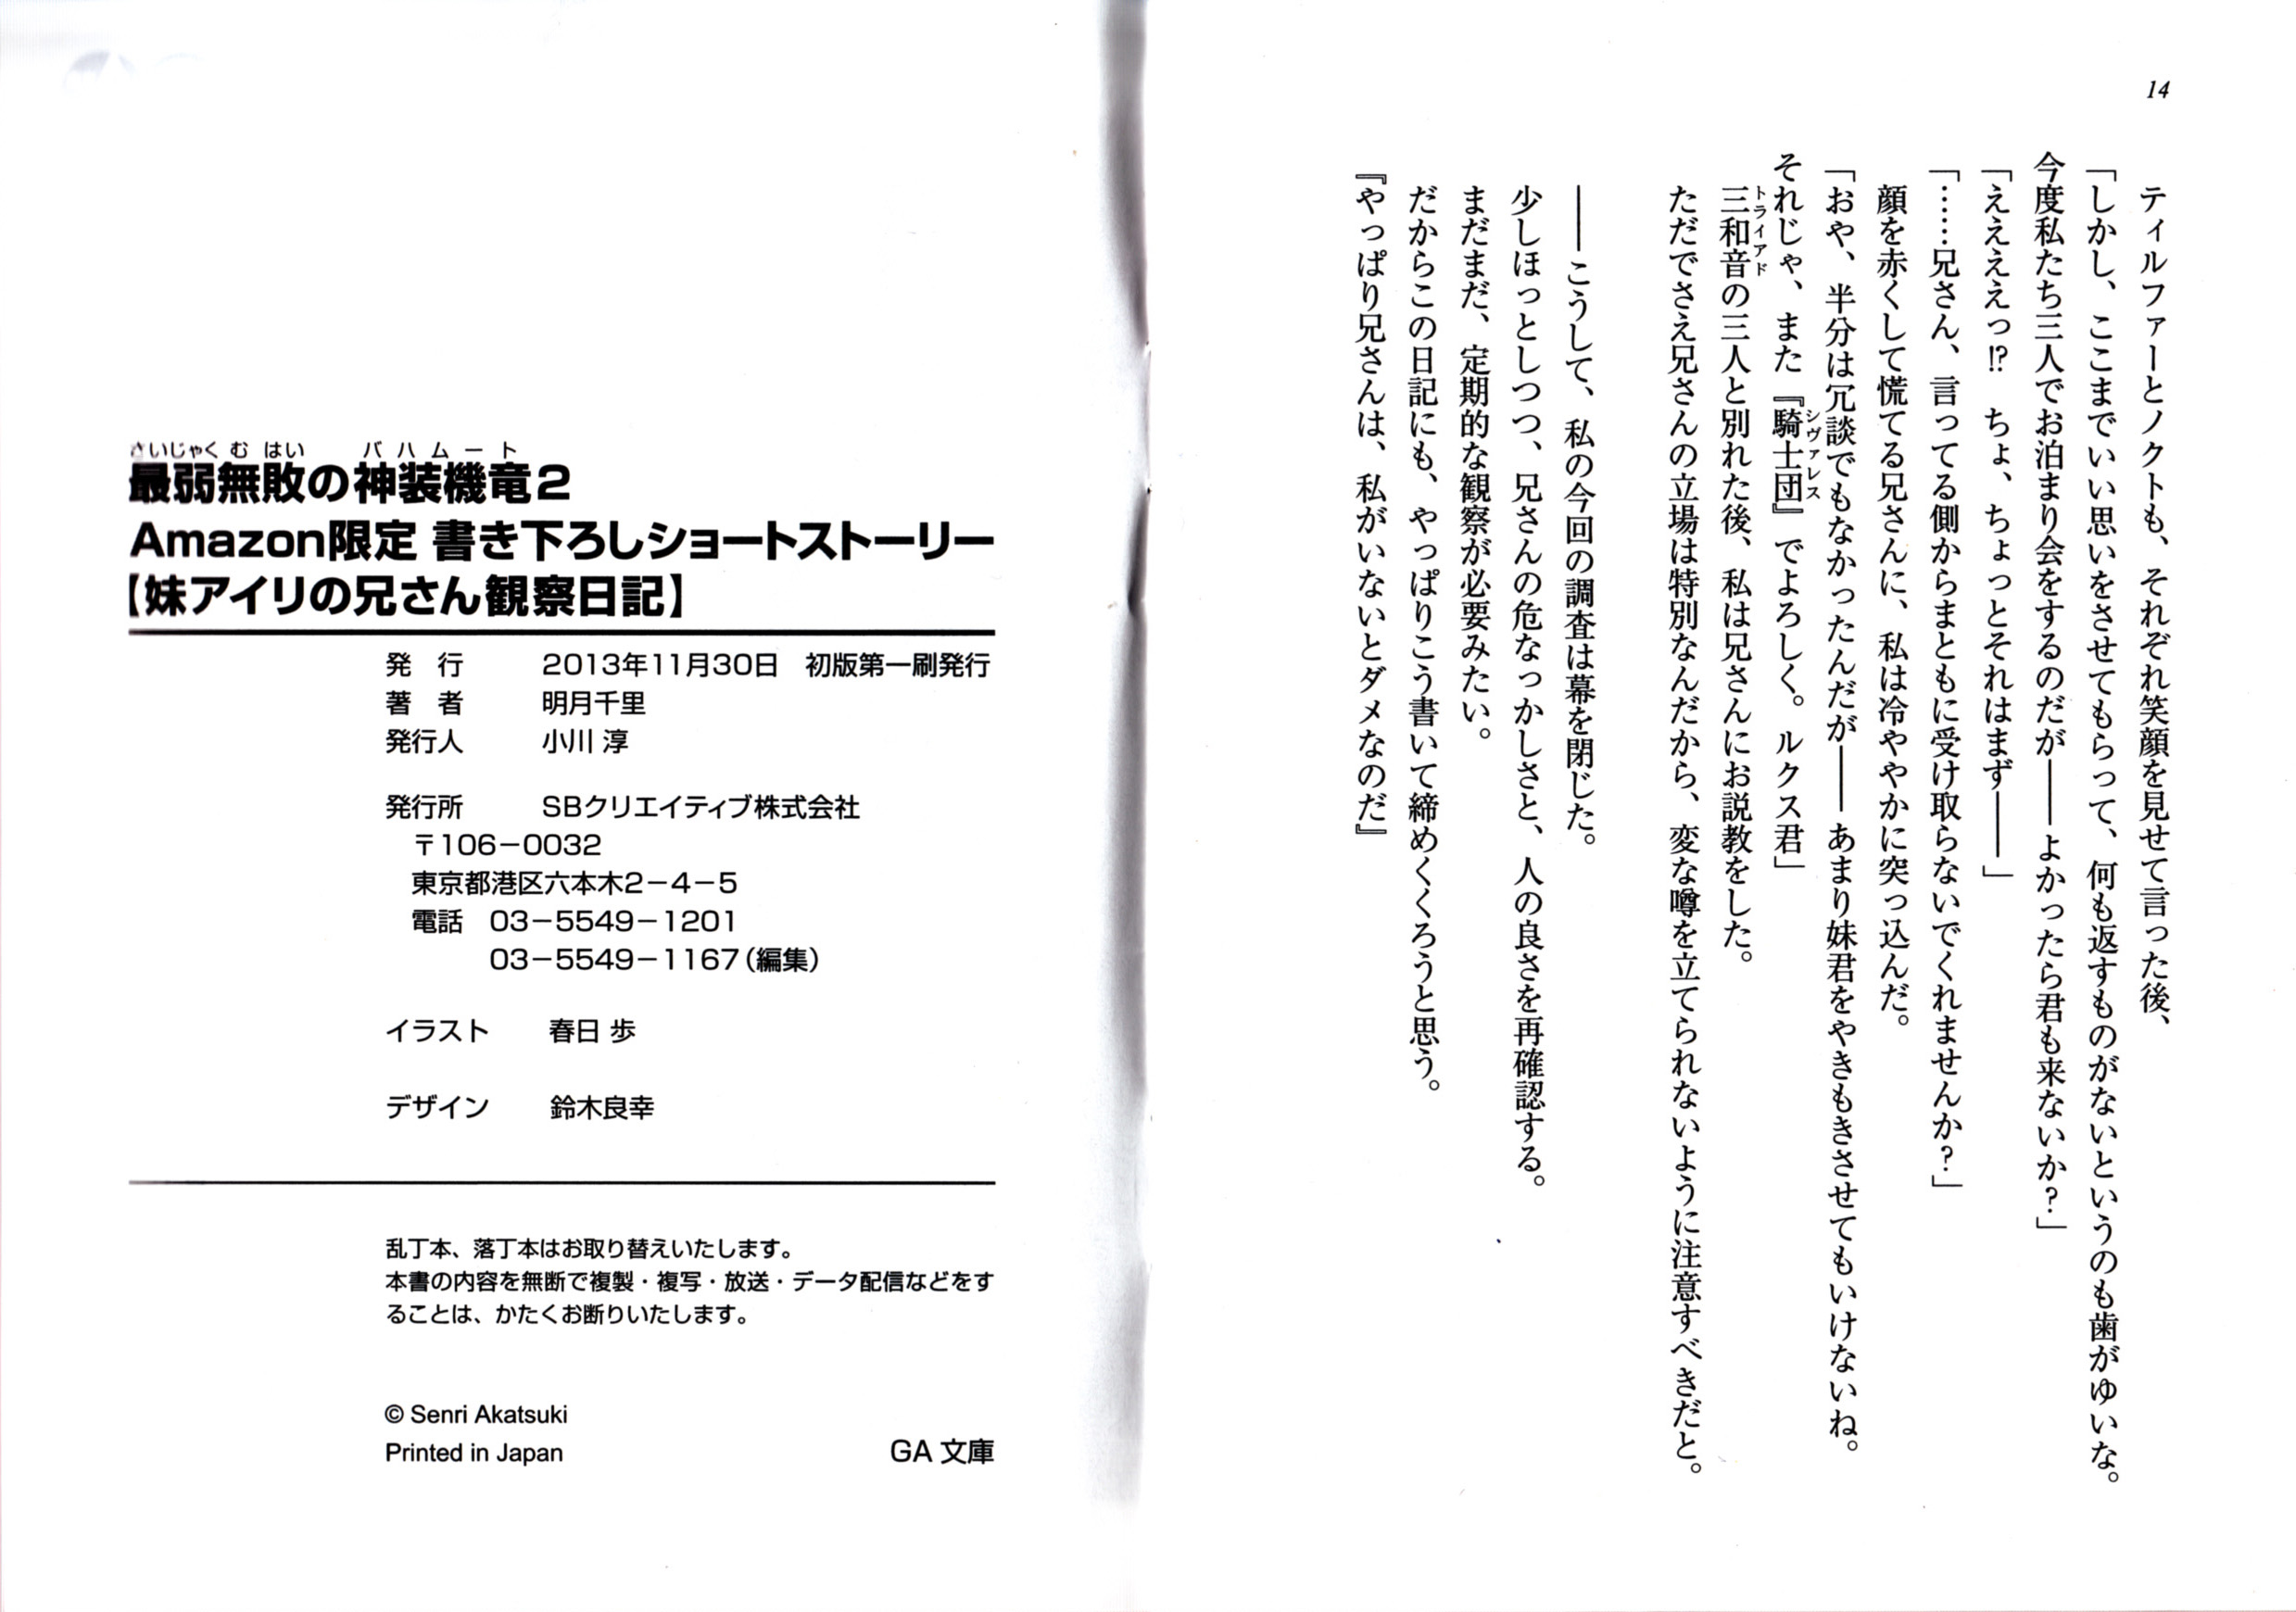 14
ティルファーとノクトも、それぞれ笑顔を見せて言った後、
「しかし、ここまでいい思いをさせてもらって、何も返すものがないというのも歯がゆいな。
今度私たち三人でお泊まり会をするのだが――よかったら君も来ないか？」
「ええええっ!?　ちょ、ちょっとそれはまず――」
「……兄さん、言ってる側からまともに受け取らないでくれませんか？」
顔を赤くして慌てる兄さんに、私は冷ややかに突っ込んだ。
「おや、半分は冗談でもなかったんだが――あまり妹君をやきもきさせてもいけないね。
それじゃ、また『騎士団』でよろしく。ルクス君」
シヴァレス
三和音の三人と別れた後、私は兄さんにお説教をした。
トライアド
ただでさえ兄さんの立場は特別なんだから、変な噂を立てられないように注意すべきだと。
――こうして、私の今回の調査は幕を閉じた。
少しほっとしつつ、兄さんの危なっかしさと、人の良さを再確認する。
まだまだ、定期的な観察が必要みたい。
だからこの日記にも、やっぱりこう書いて締めくくろうと思う。
『やっぱり兄さんは、私がいないとダメなのだ』
さいじゃく む はい　バハムート
最弱無敗の神装機竜2
Amazon限定 書き下ろしショートストーリー
【妹アイリの兄さん観察日記】
発　行　2013年11月30日　初版第一刷発行
著　者　明月千里
発行人　小川 淳
発行所　SBクリエイティブ株式会社
〒106－0032
東京都港区六本木2－4－5
電話　03－5549－1201
03－5549－1167（編集）
イラスト　春日 歩
デザイン　鈴木良幸
乱丁本、落丁本はお取り替えいたします。
本書の内容を無断で複製・複写・放送・データ配信などをす
ることは、かたくお断りいたします。
© Senri Akatsuki
Printed in Japan
GA 文庫